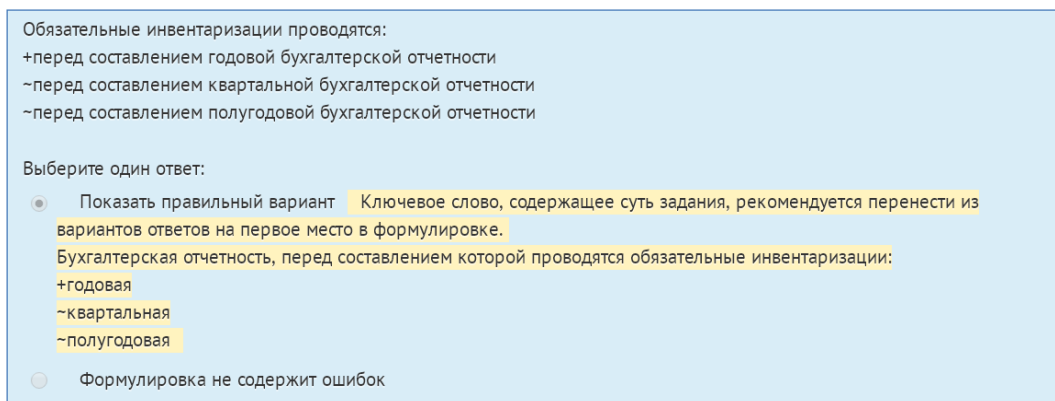 Обязательные инвентаризации проводятся:
+перед составлением годовой бухгалтерской отчетности
~перед составлением квартальной бухгалтерской отчетности
~перед составлением полугодовой бухгалтерской отчетности
Выберите один ответ:
Показать правильный вариант Ключевое слово, содержащее суть задания, рекомендуется перенести из
вариантов ответов на первое место в формулировке.
Бухгалтерская отчетность, перед составлением которой проводятся обязательные инвентаризации:
+годовая
~квартальная
~полугодовая
Формулировка не содержит ошибок